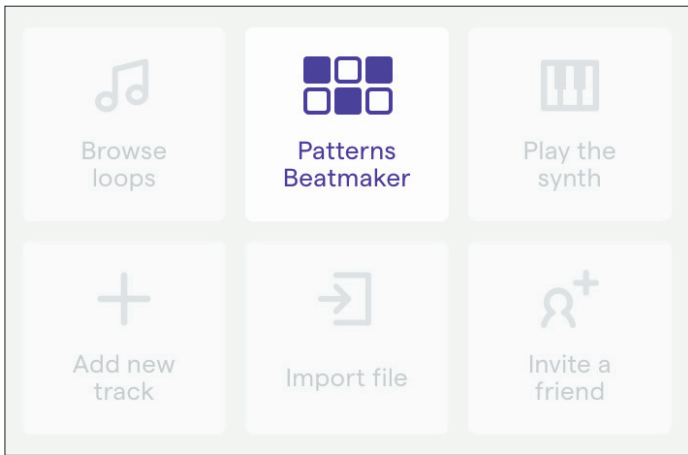 Browse
loops
Patterns
Beatmaker
Play the
synth
Add new
track
Import file
Invite a
friend